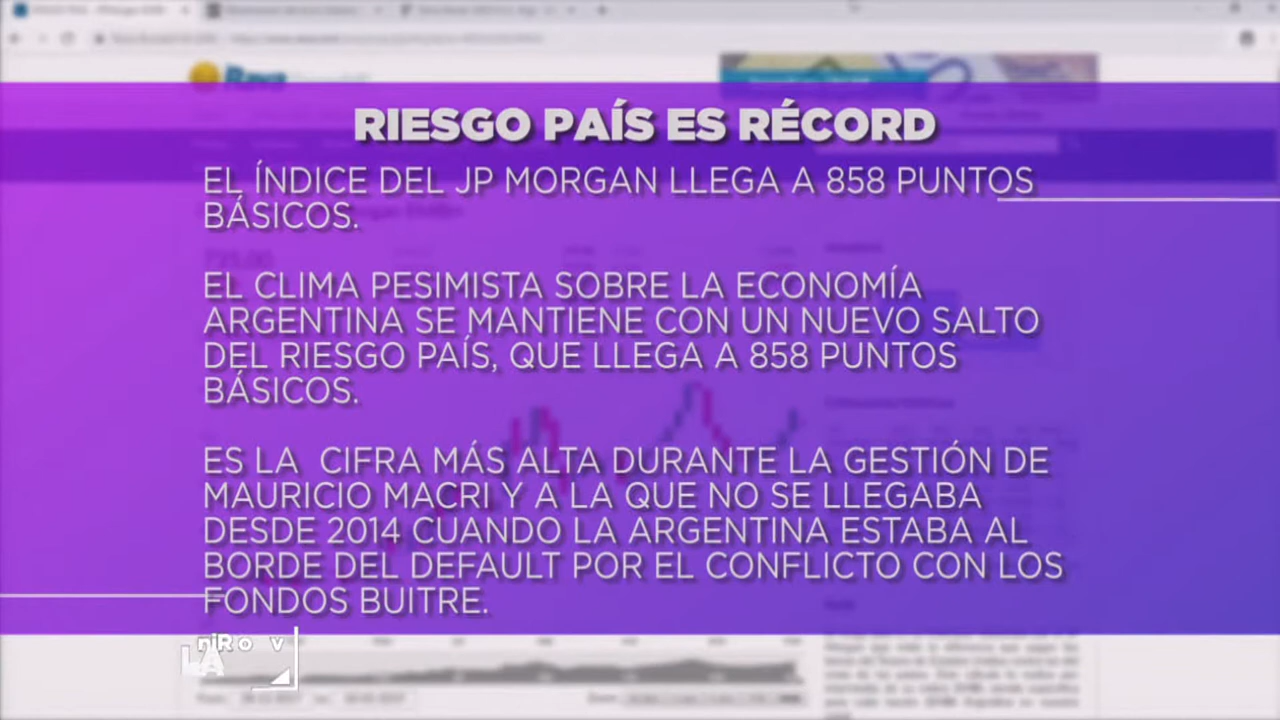 RIESGO PAÍS ES RÉCORD
EL ÍNDICE DEL JP MORGAN LLEGA A 858 PUNTOS
BÁSICOS.
EL CLIMA PESIMISTA SOBRE LA ECONOMÍA
ARGENTINA SE MANTIENE CON UN NUEVO SALTO
DEL RIESGO PAÍS, QUE LLEGA A 858 PUNTOS
BÁSICOS.
ES LA  CIFRA MÁS ALTA DURANTE LA GESTIÓN DE
MAURICIO MACRI Y A LA QUE NO SE LLEGABA
DESDE 2014 CUANDO LA ARGENTINA ESTABA AL
BORDE DEL DEFAULT POR EL CONFLICTO CON LOS
FONDOS BUITRE.
LA